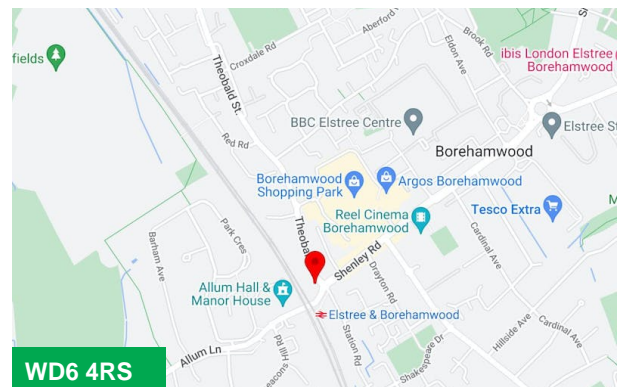 Aberford
Croxdale Rd
Brook Rd
Eldon Ave
ibis London Elstree
Borehamwood
fields
Theobald St.
BBC Elstree Centre
Elstree St
Red Rd
Borehamwood
Borehamwood
Shopping Park
Argos Borehamwood
Reel Cinema
Borehamwood
Tesco Extra
Park Cres
Barham Ave
Theobald
Shenley Rd
Cardinal Ave
Allum Hall &
Manor House
Drayton Rd
Elstree & Borehamwood
Station Rd
Hillside Ave
Cardinal Ave
Allum Ln
Hill Rd
Shakespeare Dr
WD6 4RS